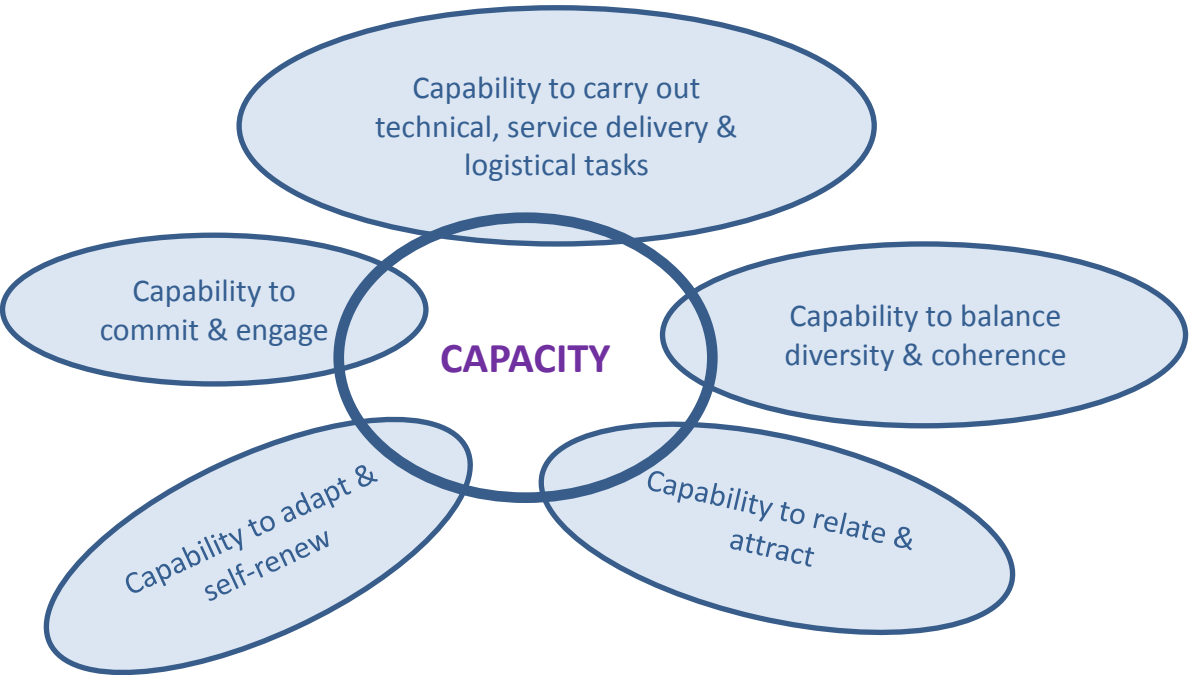 Capability to carry out
technical, service delivery &
logistical tasks
Capability to
commit & engage
CAPACITY
Capability to balance
diversity & coherence
Capability to adapt &
self-renew
Capability to relate &
attract